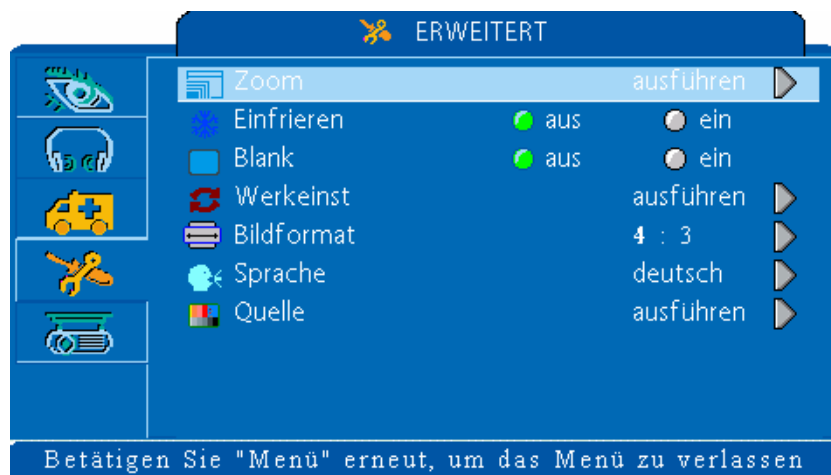 ERWEITERT
Zoom ausführen
Einfrieren aus ein
Blank aus ein
Werkeinst ausführen
Bildformat 4 : 3
Sprache deutsch
Quelle ausführen
Betätigen Sie "Menü" erneut, um das Menü zu verlassen